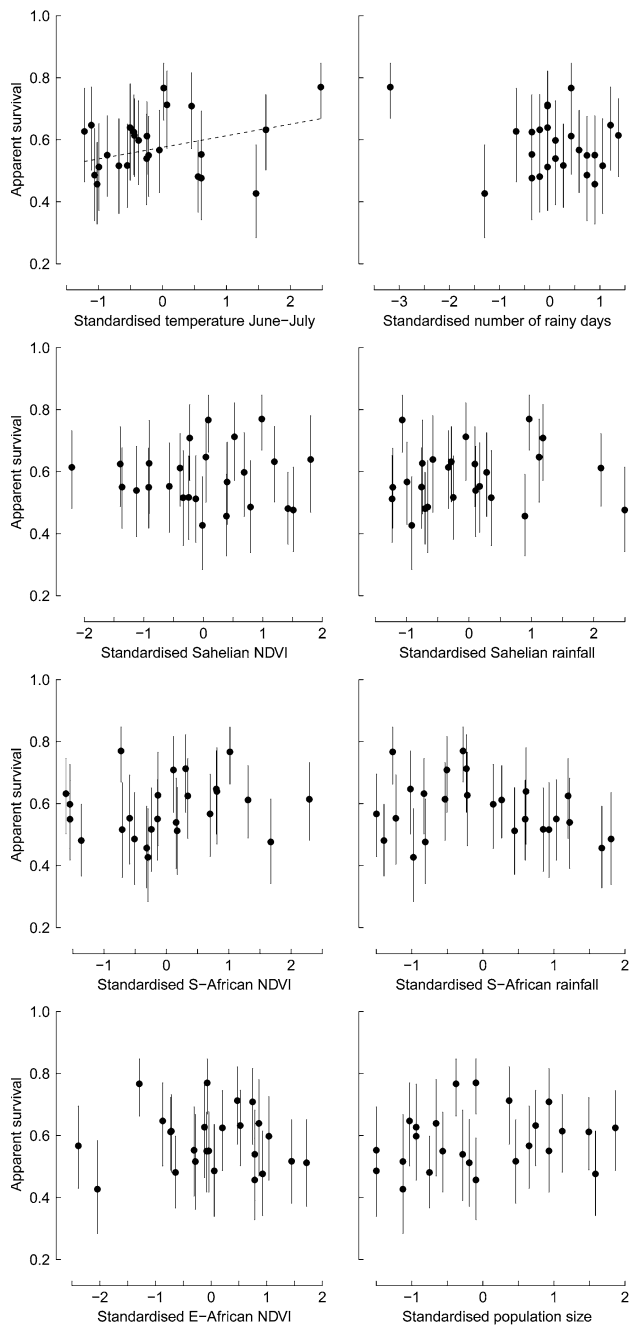 1.0
0.8
0.6
0.4
0.2
Apparent survival
−1 0 1 2
Standardised temperature June−July
−3 −2 −1 0 1
Standardised number of rainy days
1.0
0.8
0.6
0.4
0.2
Apparent survival
−2 −1 0 1 2
Standardised Sahelian NDVI
−1 0 1 2
Standardised Sahelian rainfall
1.0
0.8
0.6
0.4
0.2
Apparent survival
−1 0 1 2
Standardised S−African NDVI
−1 0 1 2
Standardised S−African rainfall
1.0
0.8
0.6
0.4
0.2
Apparent survival
−2 −1 0 1 2
Standardised E−African NDVI
−1 0 1 2
Standardised population size